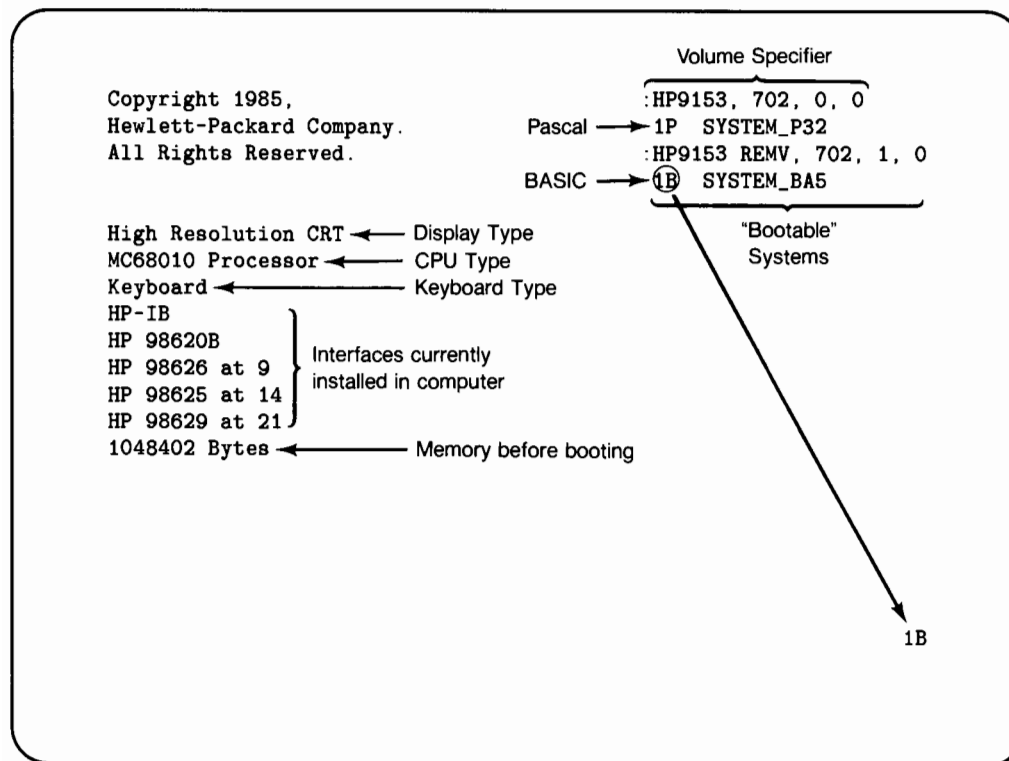 Volume Specifier
Copyright 1985,
:HP9153, 702, 0, 0
Hewlett-Packard Company.
Pascal
1P SYSTEM_P32
All Rights Reserved.
:HP9153 REMV, 702, 1, 0
BASIC
1B SYSTEM_BA5
High Resolution CRT
Display Type
"Bootable"
Systems
MC68010 Processor
CPU Type
Keyboard
Keyboard Type
HP-IB
HP 98620B
HP 98626 at 9
HP 98625 at 14
HP 98629 at 21
Interfaces currently
installed in computer
1048402 Bytes
Memory before booting
1B